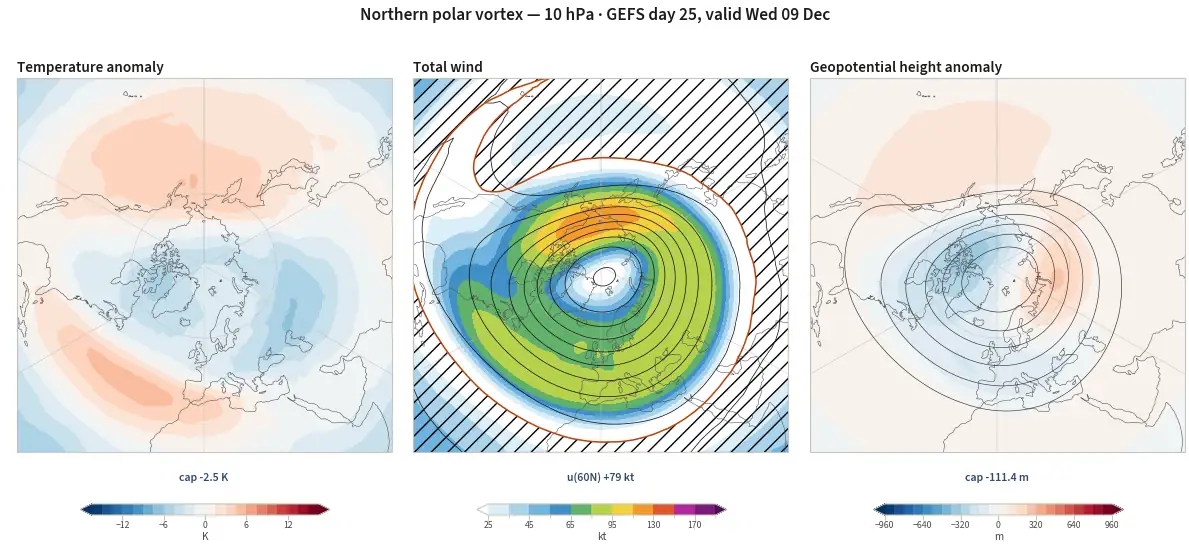 Northern polar vortex — 10 hPa · GEFS day 25, valid Wed 09 Dec
Temperature anomaly
Total wind
Geopotential height anomaly
cap -2.5 K
u(60N) +79 kt
cap -111.4 m
−12 −6 0 6 12
K
25 45 65 95 130 170
kt
−960 −640 −320 0 320 640 960
m